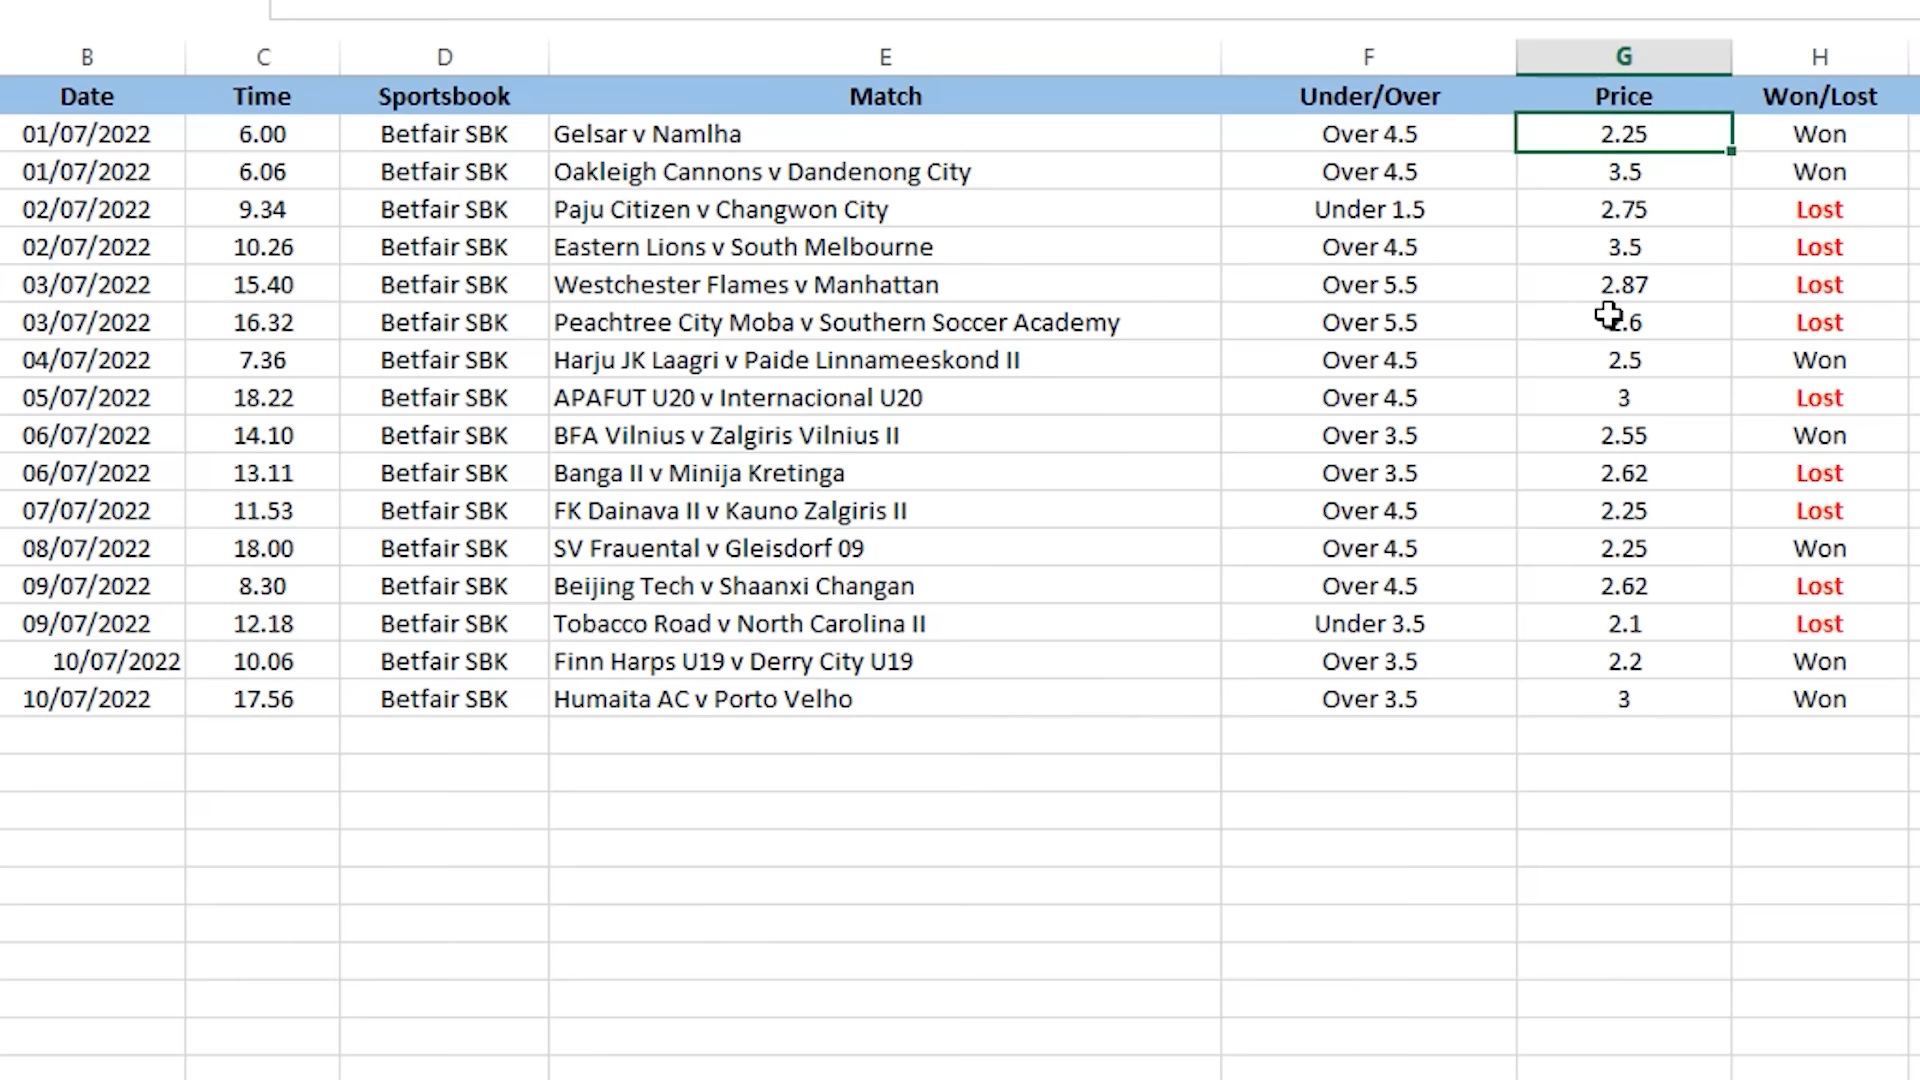 B C D E F G H
Date Time Sportsbook Match Under/Over Price Won/Lost
01/07/2022 6.00 Betfair SBK Gelsar v Namlha Over 4.5 2.25 Won
01/07/2022 6.06 Betfair SBK Oakleigh Cannons v Dandenong City Over 4.5 3.5 Won
02/07/2022 9.34 Betfair SBK Paju Citizen v Changwon City Under 1.5 2.75 Lost
02/07/2022 10.26 Betfair SBK Eastern Lions v South Melbourne Over 4.5 3.5 Lost
03/07/2022 15.40 Betfair SBK Westchester Flames v Manhattan Over 5.5 2.87 Lost
03/07/2022 16.32 Betfair SBK Peachtree City Moba v Southern Soccer Academy Over 5.5 Lost
04/07/2022 7.36 Betfair SBK Harju JK Laagri v Paide Linnameeskond II Over 4.5 2.5 Won
05/07/2022 18.22 Betfair SBK APAFUT U20 v Internacional U20 Over 4.5 3 Lost
06/07/2022 14.10 Betfair SBK BFA Vilnius v Zalgiris Vilnius II Over 3.5 2.55 Won
06/07/2022 13.11 Betfair SBK Banga II v Minija Kretinga Over 3.5 2.62 Lost
07/07/2022 11.53 Betfair SBK FK Dainava II v Kauno Zalgiris II Over 4.5 2.25 Lost
08/07/2022 18.00 Betfair SBK SV Frauental v Gleisdorf 09 Over 4.5 2.25 Won
09/07/2022 8.30 Betfair SBK Beijing Tech v Shaanxi Changan Over 4.5 2.62 Lost
09/07/2022 12.18 Betfair SBK Tobacco Road v North Carolina II Under 3.5 2.1 Lost
10/07/2022 10.06 Betfair SBK Finn Harps U19 v Derry City U19 Over 3.5 2.2 Won
10/07/2022 17.56 Betfair SBK Humaita AC v Porto Velho Over 3.5 3 Won